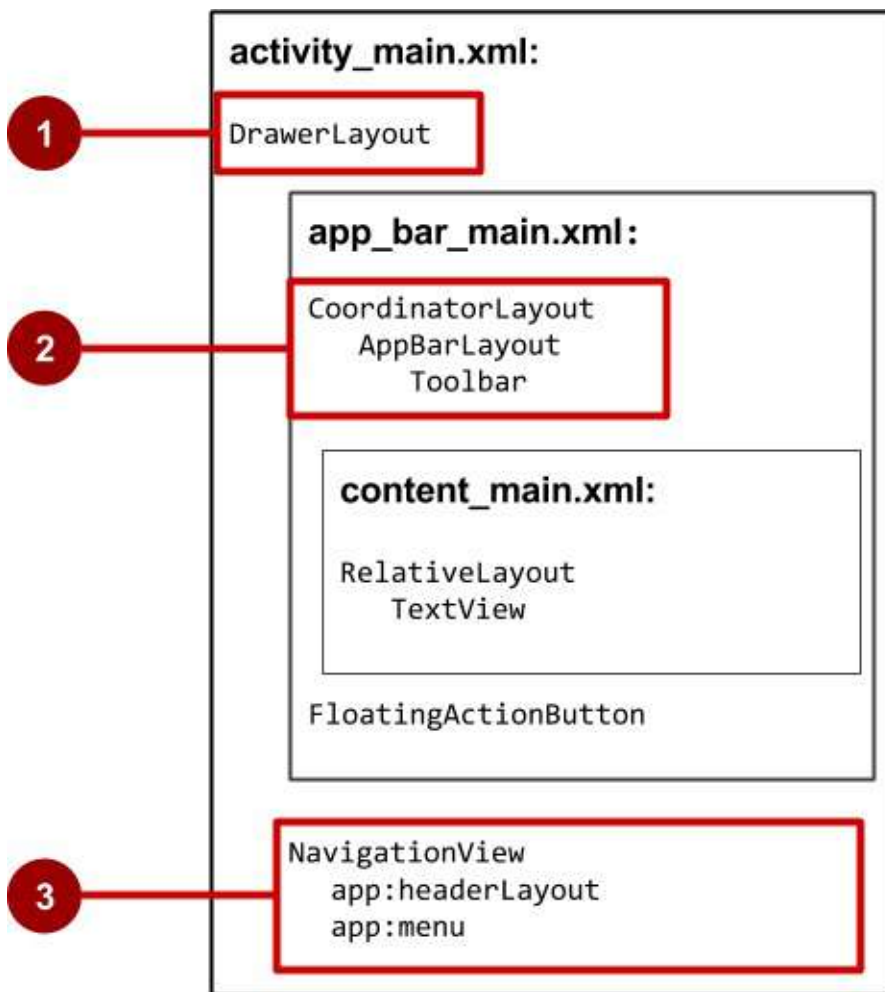 activity_main.xml:
1
DrawerLayout
app_bar_main.xml:
CoordinatorLayout
2
AppBarLayout
Toolbar
content_main.xml:
RelativeLayout
TextView
FloatingActionButton
NavigationView
3
app:headerLayout
app:menu